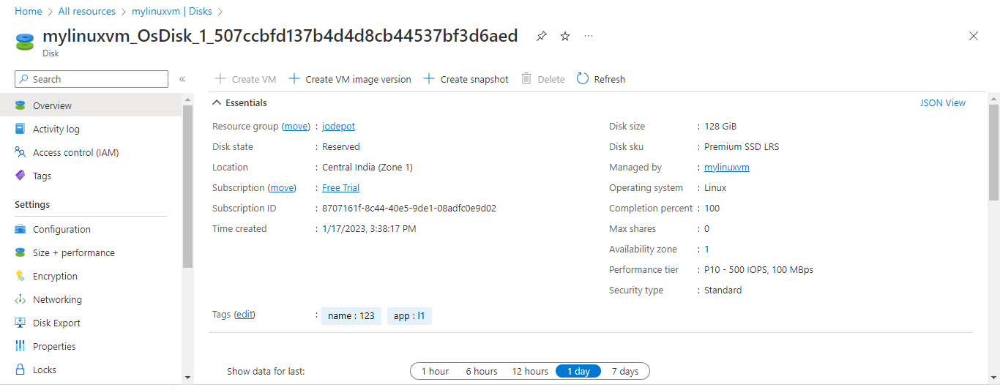 Home > All resources > mylinuxvm | Disks >
mylinuxvm_OsDisk_1_507ccbfd137b4d4d8cb44537bf3d6aed
Disk
Search
«
Create VM
Create VM image version
Create snapshot
Delete
Refresh
Overview
Activity log
Access control (IAM)
Tags
Settings
Configuration
Size + performance
Encryption
Networking
Disk Export
Properties
Locks
Essentials
JSON View
Resource group (move) : jodepot
Disk state : Reserved
Location : Central India (Zone 1)
Subscription (move) : Free Trial
Subscription ID : 8707161f-8c44-40e5-9de1-08adfc0e9d02
Time created : 1/17/2023, 3:38:17 PM
Disk size : 128 GiB
Disk sku : Premium SSD LRS
Managed by : mylinuxvm
Operating system : Linux
Completion percent : 100
Max shares : 0
Availability zone : 1
Performance tier : P10 - 500 IOPS, 100 MBps
Security type : Standard
Tags (edit) : name : 123 app : l1
Show data for last: 1 hour 6 hours 12 hours 1 day 7 days